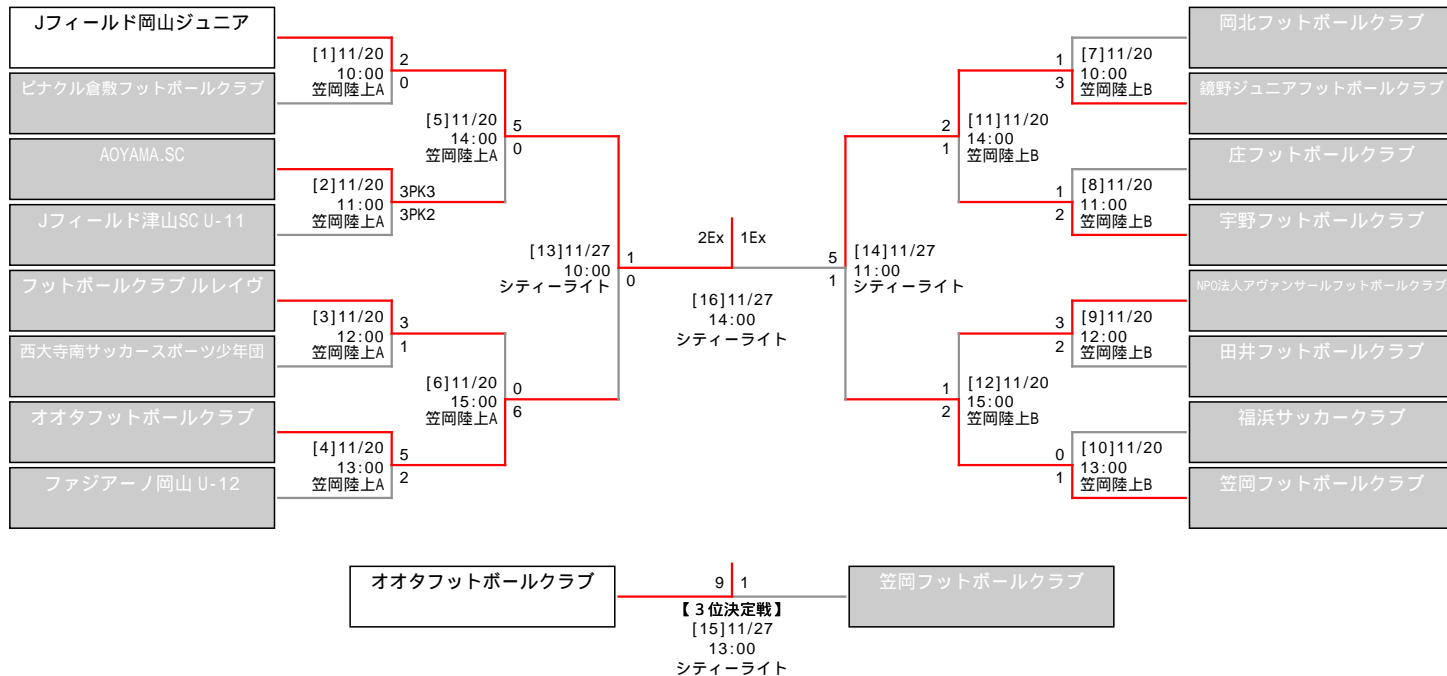 Jフィールド岡山ジュニア
[1]11/20
10:00
笠岡陸上A
2
0
ピナクル倉敷フットボールクラブ
[5]11/20
14:00
笠岡陸上A
5
0
AOYAMA.SC
[2]11/20
11:00
笠岡陸上A
3PK3
3PK2
Jフィールド津山SC U-11
[13]11/27
10:00
シティーライト
1
0
フットボールクラブ ルレイヴ
[3]11/20
12:00
笠岡陸上A
3
1
西大寺南サッカースポーツ少年団
[6]11/20
15:00
笠岡陸上A
0
6
オオタフットボールクラブ
[4]11/20
13:00
笠岡陸上A
5
2
ファジアーノ岡山 U-12
2Ex
1Ex
[16]11/27
14:00
シティーライト
岡北フットボールクラブ
1
3
[7]11/20
10:00
笠岡陸上B
鏡野ジュニアフットボールクラブ
2
1
[11]11/20
14:00
笠岡陸上B
庄フットボールクラブ
1
2
[8]11/20
11:00
笠岡陸上B
宇野フットボールクラブ
5
1
[14]11/27
11:00
シティーライト
NPO法人アヴァンサールフットボールクラブ
3
2
[9]11/20
12:00
笠岡陸上B
田井フットボールクラブ
1
2
[12]11/20
15:00
笠岡陸上B
福浜サッカークラブ
0
1
[10]11/20
13:00
笠岡陸上B
笠岡フットボールクラブ
オオタフットボールクラブ
9
1
笠岡フットボールクラブ
【３位決定戦】
[15]11/27
13:00
シティーライト